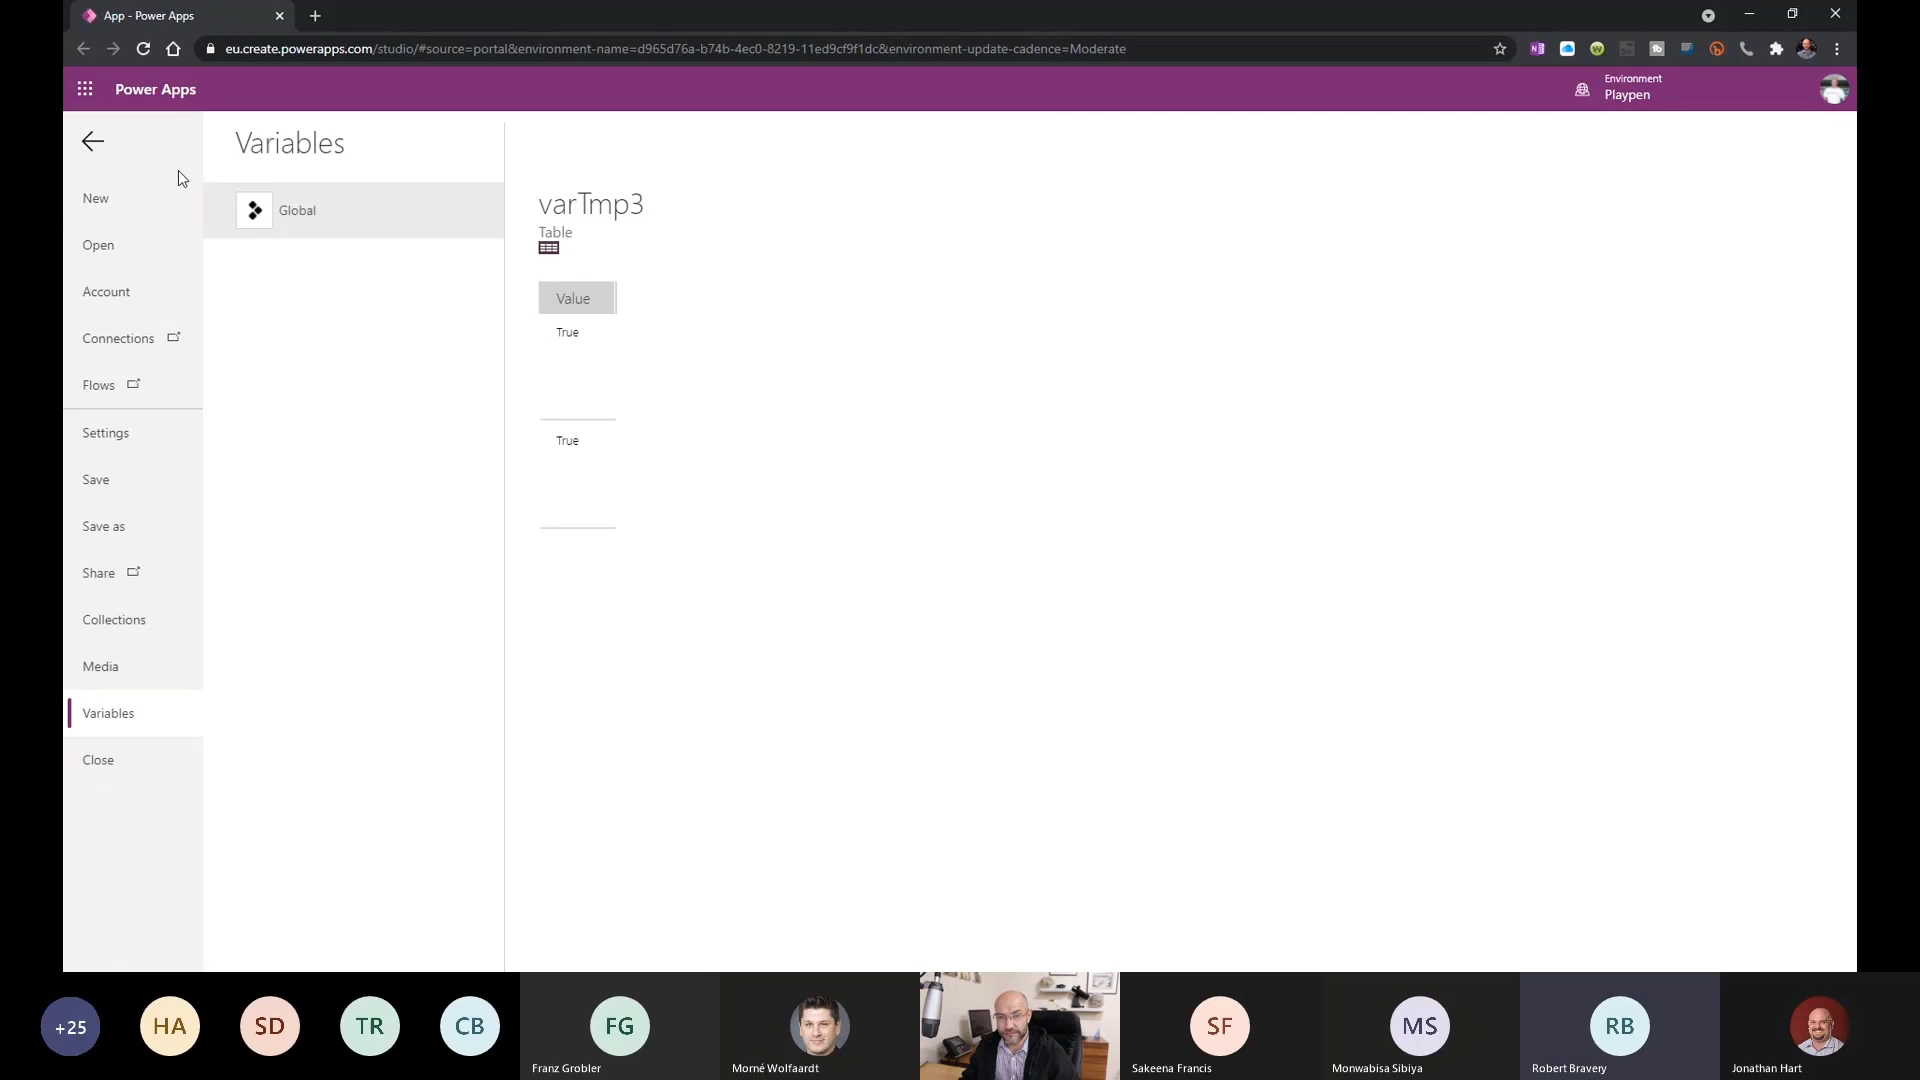 App - Power Apps
eu.create.powerapps.com/studio/#source=portal&environment-name=d965d76a-b74b-4ec0-8219-11ed9cf9f1dc&environment-update-cadence=Moderate
Power Apps
Environment
Playpen
New
Open
Account
Connections
Flows
Settings
Save
Save as
Share
Collections
Media
Variables
Close
Variables
Global
varTmp3
Table
Value
True
True
+25
HA
SD
TR
CB
FG
Franz Grobler
Morné Wolfaardt
SF
Sakeena Francis
MS
Monwabisa Sibiya
RB
Robert Bravery
Jonathan Hart